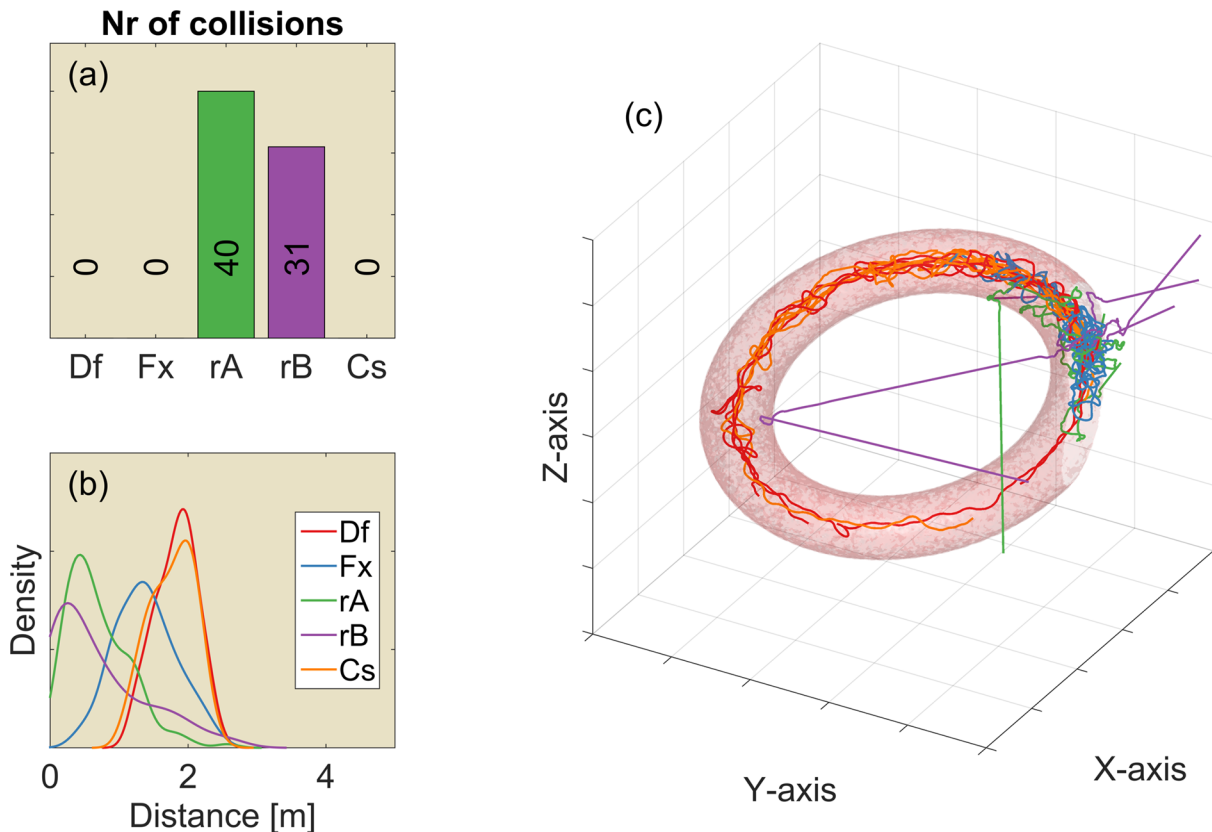 Nr of collisions
(a)
0
0
40
31
0
Df
Fx
rA
rB
Cs
(b)
Density
Df
Fx
rA
rB
Cs
0
2
4
Distance [m]
(c)
Z-axis
Y-axis
X-axis